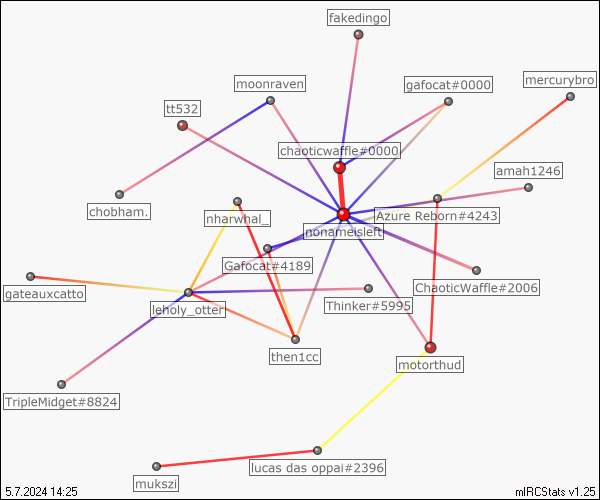 fakedingo
moonraven
gafocat#0000
mercurybro
tt532
chaoticwaffle#0000
amah1246
chobham.
nharwhal_
Azure Reborn#4243
nonameisleft
Gafocat#4189
gateauxcatto
leholy_otter
Thinker#5995
ChaoticWaffle#2006
then1cc
motorthud
TripleMidget#8824
lucas das oppai#2396
mukszi
5.7.2024 14:25
mIRCStats v1.25